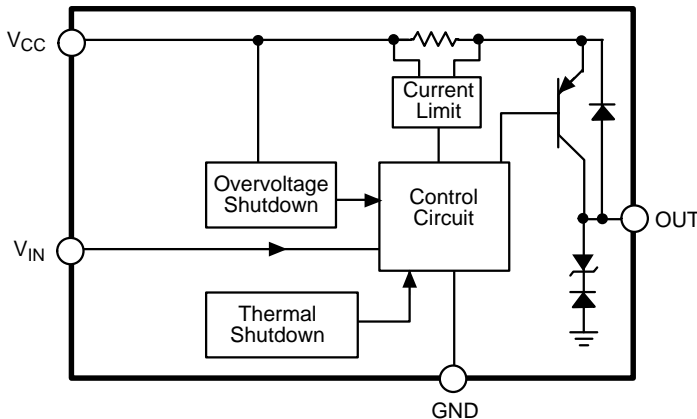 VCC
Current
Limit
Overvoltage
Shutdown
Control
Circuit
OUT
VIN
Thermal
Shutdown
GND